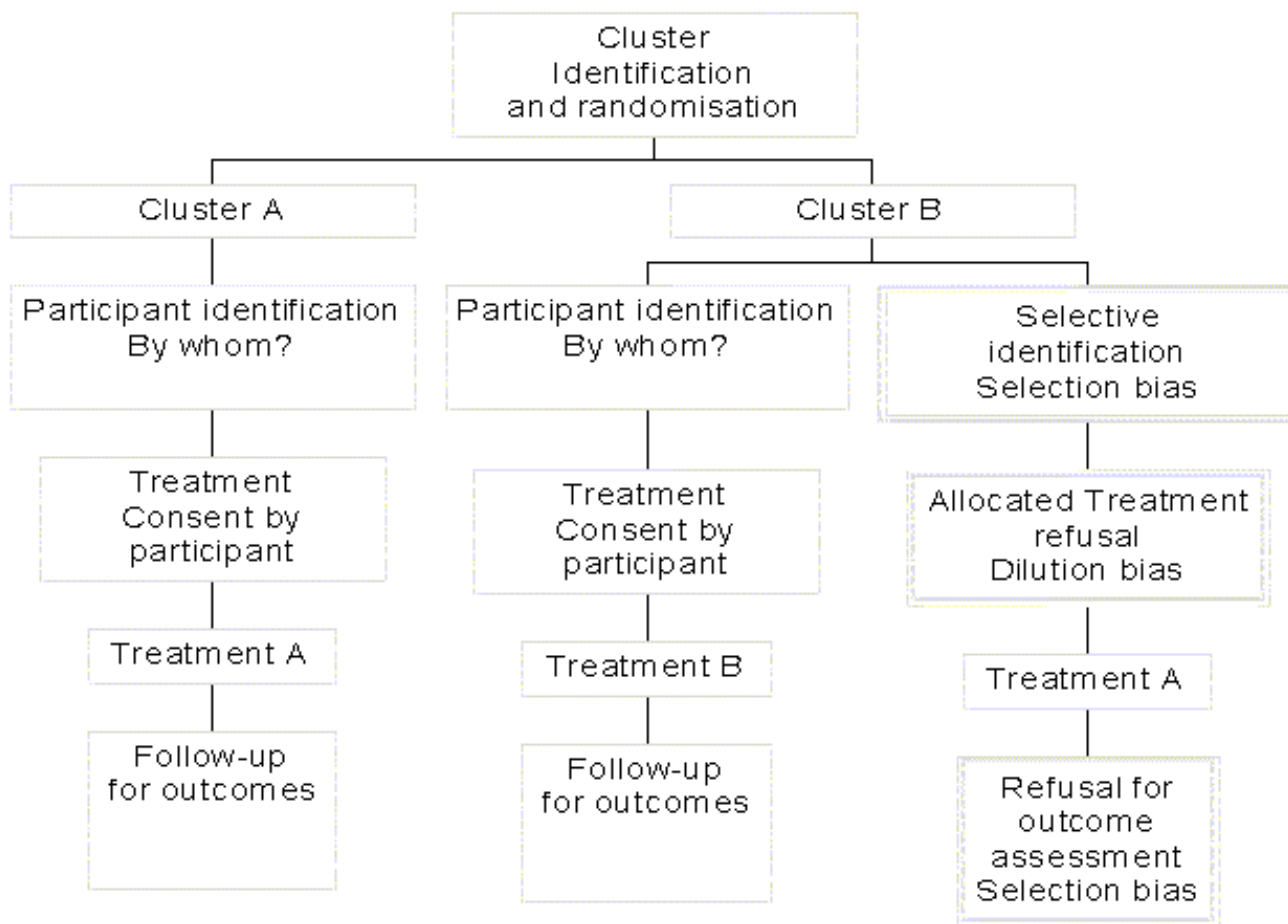 Cluster
Identification
and randomisation
Cluster A
Cluster B
Participant identification
By whom?
Participant identification
By whom?
Selective
identification
Selection bias
Treatment
Consent by
participant
Treatment
Consent by
participant
Allocated Treatment
refusal
Dilution bias
Treatment A
Treatment B
Treatment A
Follow-up
for outcomes
Follow-up
for outcomes
Refusal for
outcome
assessment
Selection bias